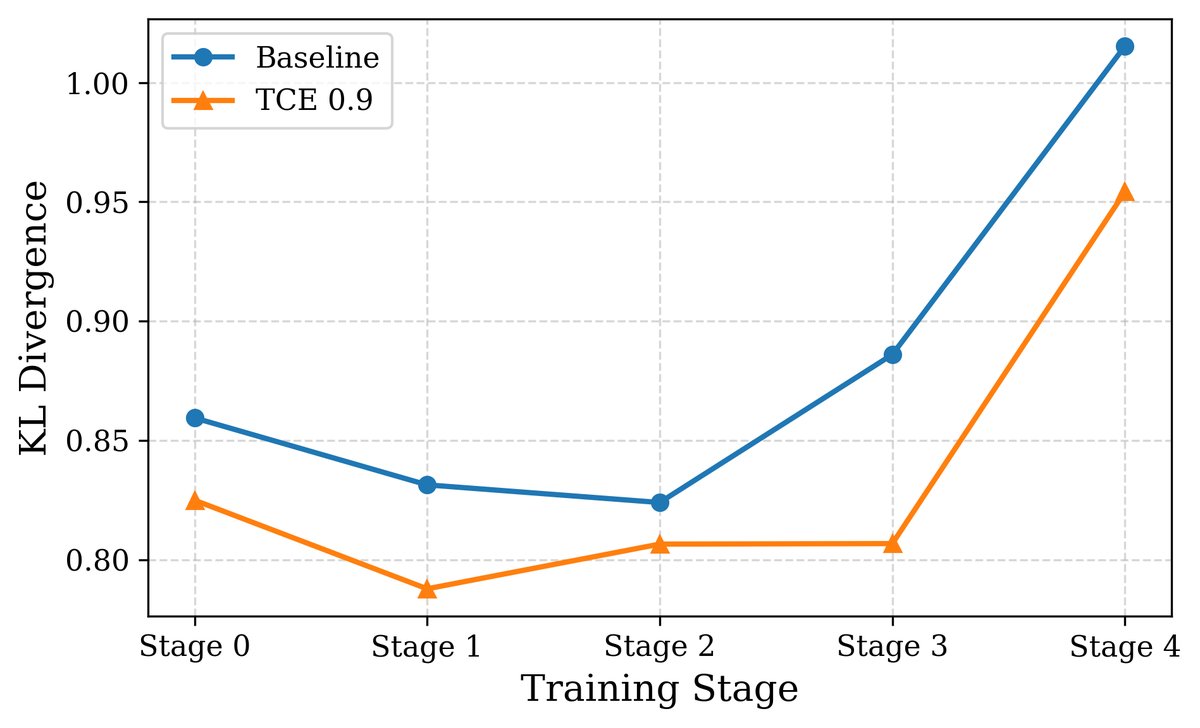 Baseline
TCE 0.9
1.00
0.95
0.90
0.85
0.80
KL Divergence
Stage 0 Stage 1 Stage 2 Stage 3 Stage 4
Training Stage